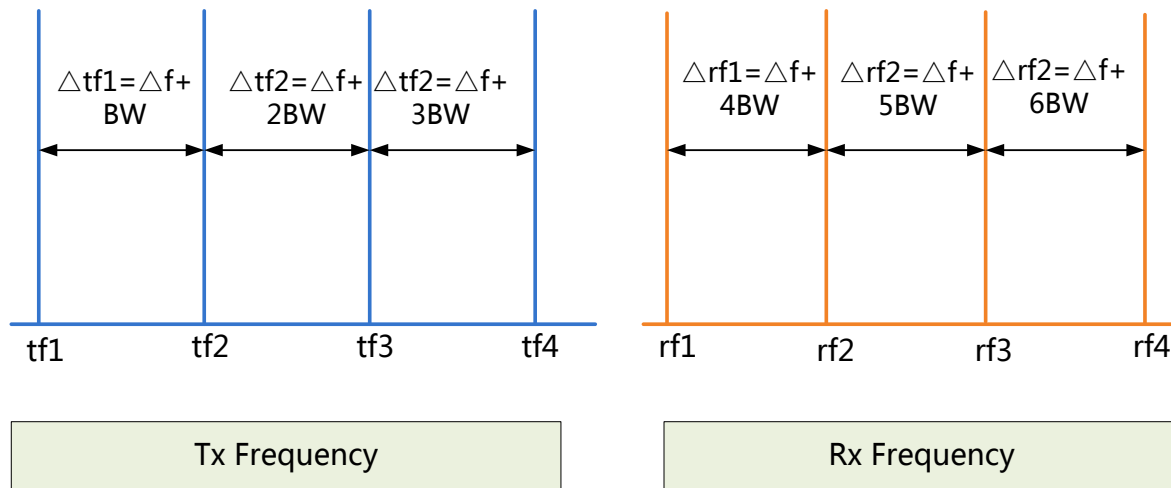 △tf1=△f+
BW
△tf2=△f+
2BW
△tf2=△f+
3BW
tf1
tf2
tf3
tf4
Tx Frequency
△rf1=△f+
4BW
△rf2=△f+
5BW
△rf2=△f+
6BW
rf1
rf2
rf3
rf4
Rx Frequency